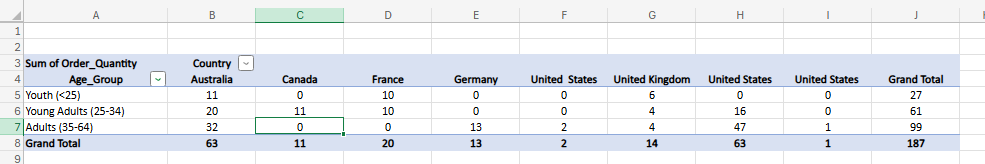 A B C D E F G H I J
1
2
3 Sum of Order_Quantity Country
4 Age_Group Australia Canada France Germany United  States United Kingdom United States United States Grand Total
5 Youth (<25) 11 0 10 0 0 6 0 0 27
6 Young Adults (25-34) 20 11 10 0 0 4 16 0 61
7 Adults (35-64) 32 0 0 13 2 4 47 1 99
8 Grand Total 63 11 20 13 2 14 63 1 187
9